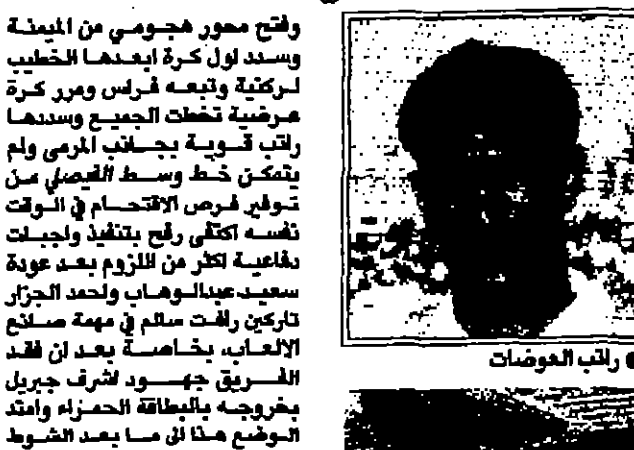 وفتح محور هجومي من الميمنة
وسدد اول كرة ابعدها الخطيب
لركنية وتبعه فراس ومرر كرة
عرضية تخطت الجميع وسددها
راتب قوية بجانب المرمى ولم
يتمكن خط وسط الفيصلي من
توفير فرص الاقتحام في الوقت
نفسه اكتفى رفح بتنفيذ واجبات
دفاعية اكثر من اللزوم بعد عودة
سعيد عبدالوهاب واحمد الجزار
تاركين رافت سالم في مهمة صانع
الالعاب، بخاصة بعد ان فقد
الفريق جهود اشرف جبريل
بخروجه بالبطاقة الحمراء وامتد
الوضع هذا الى ما بعد الشوط
● راتب العوضات